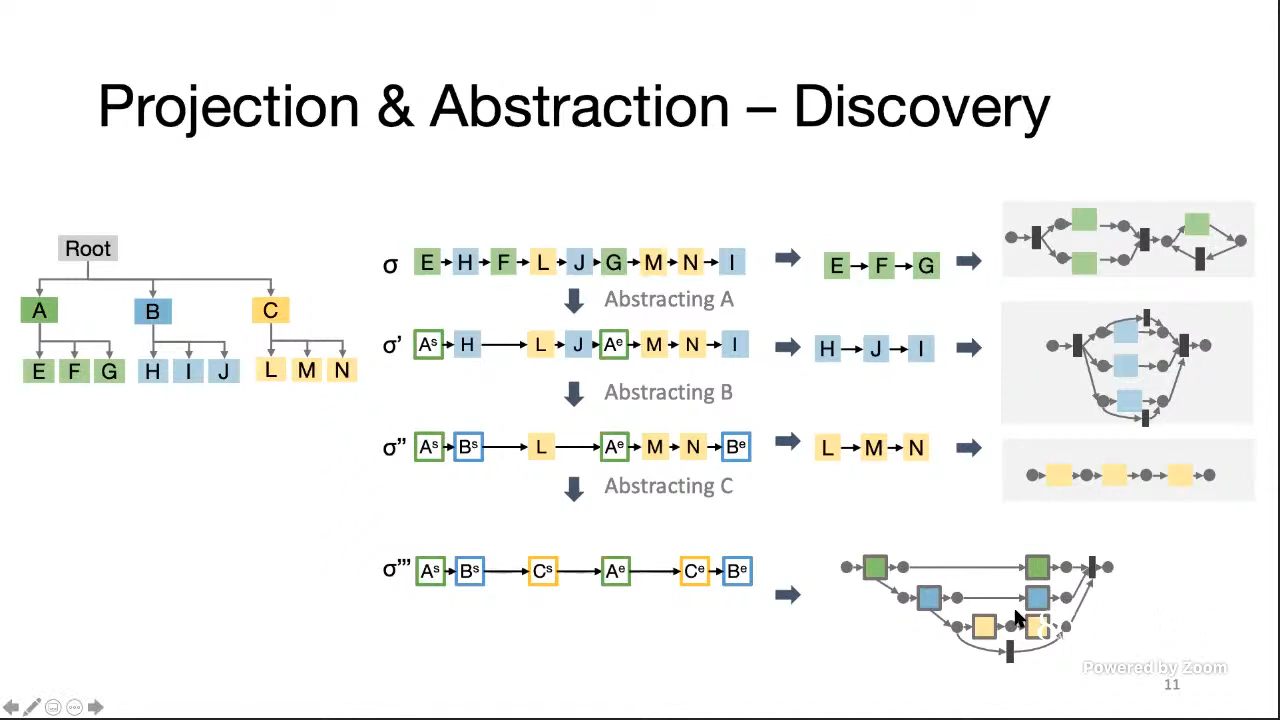 Projection & Abstraction – Discovery
Root
A B C
E F G H I J L M N
σ E H F L J G M N I
E F G
Abstracting A
σ' Aˢ H L J Aᵉ M N I
H J I
Abstracting B
σ" Aˢ Bˢ L Aᵉ M N Bᵉ
L M N
Abstracting C
σ''' Aˢ Bˢ Cˢ Aᵉ Cᵉ Bᵉ
Powered by Zoom
11